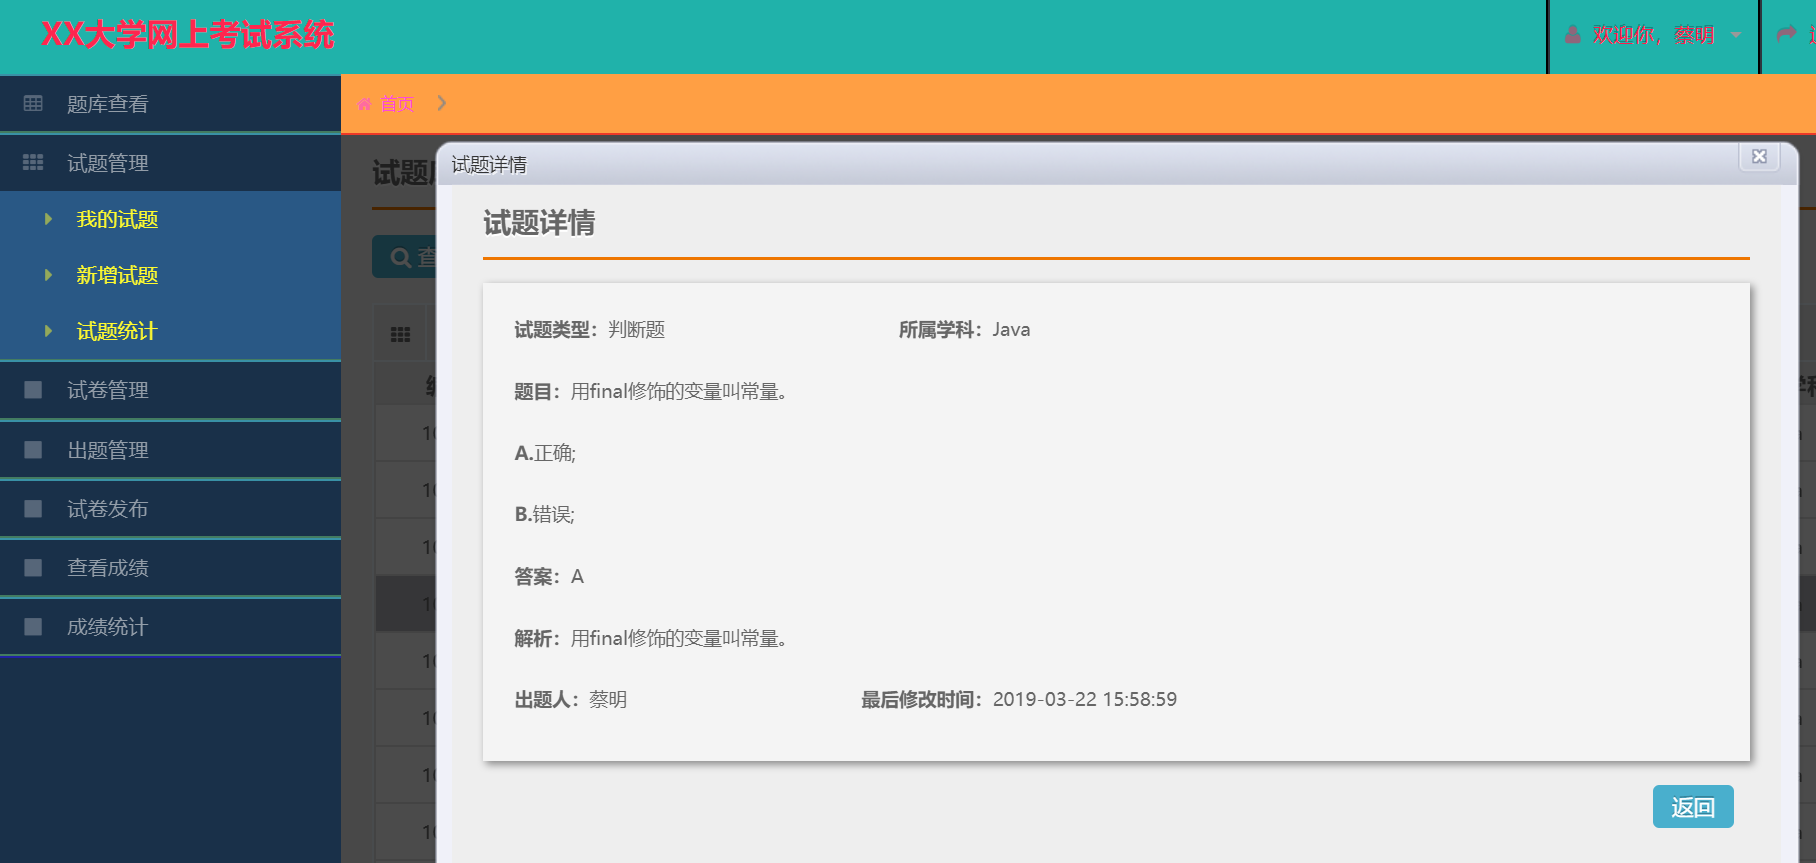 XX大学网上考试系统
欢迎你，蔡明
题库查看
试题管理
我的试题
新增试题
试题统计
试卷管理
出题管理
试卷发布
查看成绩
成绩统计
首页
试题
试题详情
试题详情
试题类型：判断题 所属学科：Java
题目：用final修饰的变量叫常量。
A.正确;
B.错误;
答案：A
解析：用final修饰的变量叫常量。
出题人：蔡明 最后修改时间：2019-03-22 15:58:59
返回